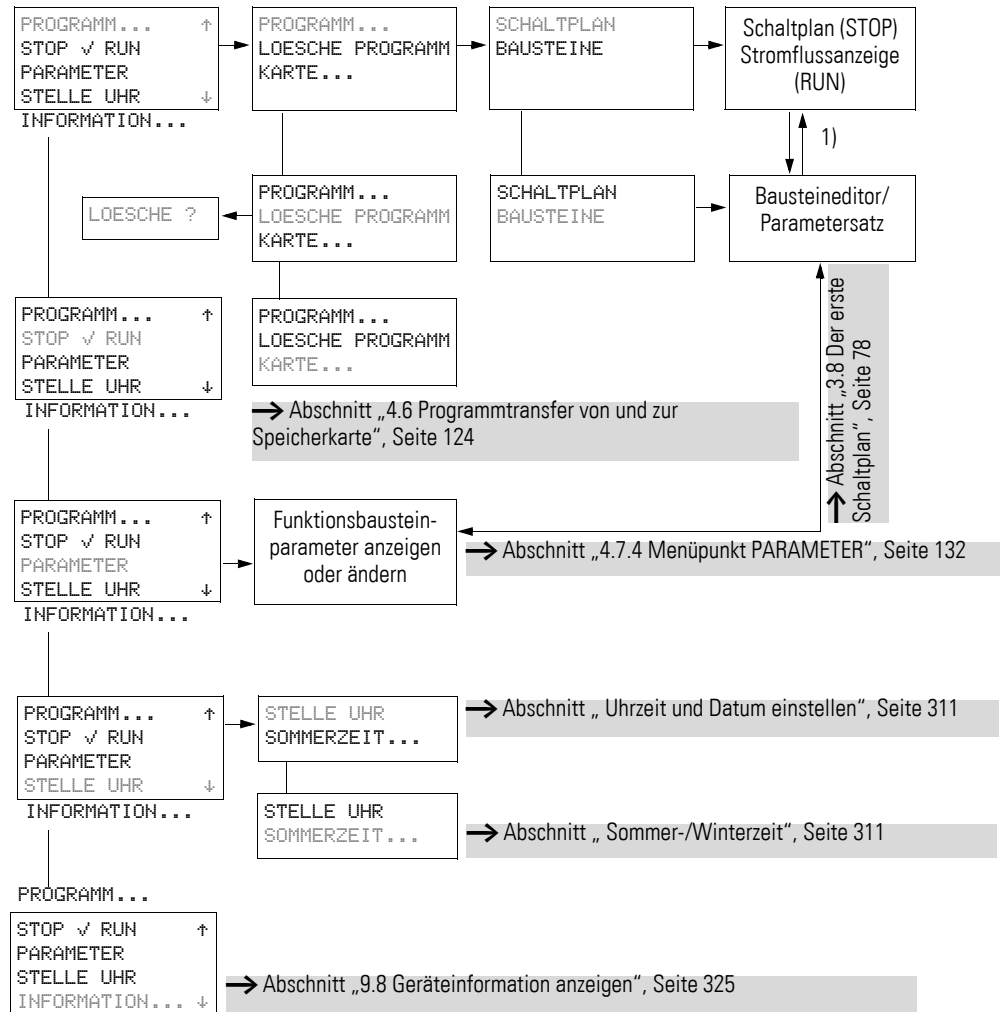 PROGRAMM... ↑
STOP √ RUN
PARAMETER
STELLE UHR ↓
INFORMATION...
PROGRAMM...
LOESCHE PROGRAMM
KARTE...
SCHALTPLAN
BAUSTEINE
Schaltplan (STOP)
Stromflussanzeige
(RUN)
1)
LOESCHE ?
PROGRAMM...
LOESCHE PROGRAMM
KARTE...
SCHALTPLAN
BAUSTEINE
Bausteineditor/
Parametersatz
PROGRAMM... ↑
STOP √ RUN
PARAMETER
STELLE UHR ↓
INFORMATION...
PROGRAMM...
LOESCHE PROGRAMM
KARTE...
→ Abschnitt „4.6 Programmtransfer von und zur
Speicherkarte“, Seite 124
→ Abschnitt „3.8 Der erste
Schaltplan“, Seite 78
PROGRAMM... ↑
STOP √ RUN
PARAMETER
STELLE UHR ↓
INFORMATION...
Funktionsbaustein-
parameter anzeigen
oder ändern
→ Abschnitt „4.7.4 Menüpunkt PARAMETER“, Seite 132
PROGRAMM... ↑
STOP √ RUN
PARAMETER
STELLE UHR ↓
INFORMATION...
STELLE UHR
SOMMERZEIT...
→ Abschnitt „ Uhrzeit und Datum einstellen“, Seite 311
STELLE UHR
SOMMERZEIT...
→ Abschnitt „ Sommer-/Winterzeit“, Seite 311
PROGRAMM...
STOP √ RUN ↑
PARAMETER
STELLE UHR
INFORMATION... ↓
→ Abschnitt „9.8 Geräteinformation anzeigen“, Seite 325